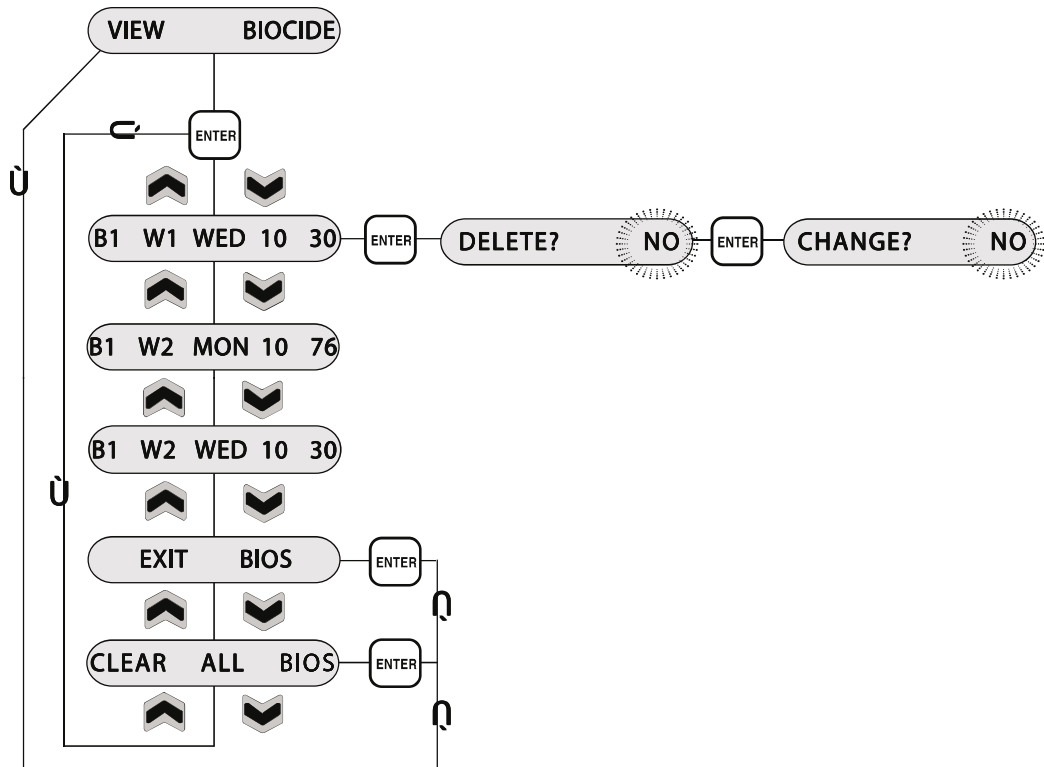 VIEW BIOCIDE
ENTER
Ù
B1 W1 WED 10 30 ENTER DELETE? NO ENTER CHANGE? NO
B1 W2 MON 10 76
B1 W2 WED 10 30
Ù
EXIT BIOS ENTER
CLEAR ALL BIOS ENTER